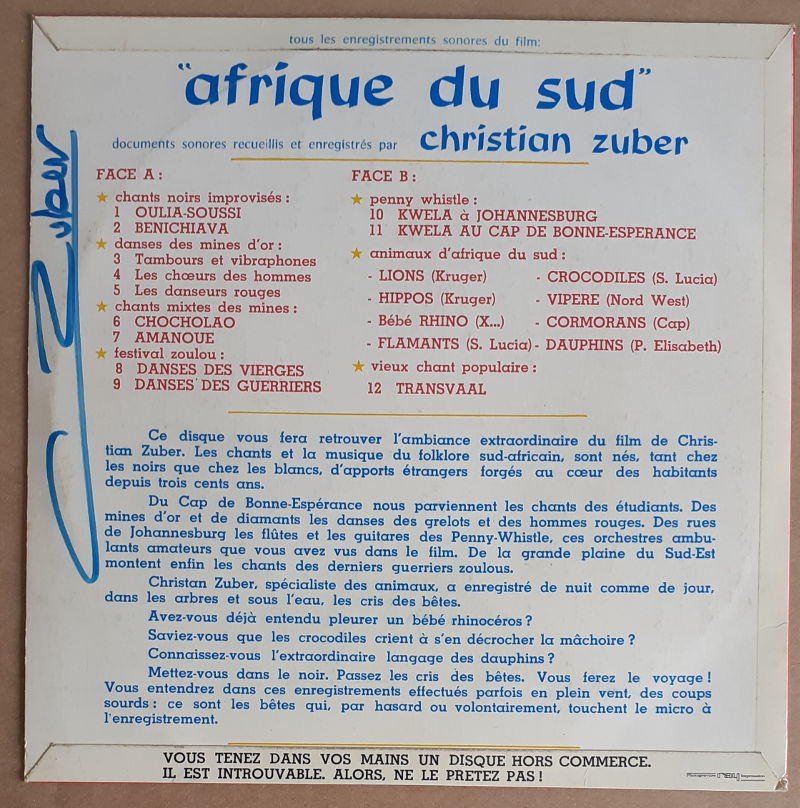 tous les enregistrements sonores du film:
"afrique du sud"
documents sonores recueillis et enregistrés par christian zuber
C Zuber
FACE A :
★ chants noirs improvisés :
1 OULIA-SOUSSI
2 BENICHIAVA
★ danses des mines d'or :
3 Tambours et vibraphones
4 Les chœurs des hommes
5 Les danseurs rouges
★ chants mixtes des mines :
6 CHOCHOLAO
7 AMANOUE
★ festival zoulou :
8 DANSES DES VIERGES
9 DANSES DES GUERRIERS
FACE B :
★ penny whistle :
10 KWELA à JOHANNESBURG
11 KWELA AU CAP DE BONNE-ESPERANCE
★ animaux d'afrique du sud :
- LIONS (Kruger) - CROCODILES (S. Lucia)
- HIPPOS (Kruger) - VIPERE (Nord West)
- Bébé RHINO (X...) - CORMORANS (Cap)
- FLAMANTS (S. Lucia) - DAUPHINS (P. Elisabeth)
★ vieux chant populaire :
12 TRANSVAAL
Ce disque vous fera retrouver l'ambiance extraordinaire du film de Chris-
tian Zuber. Les chants et la musique du folklore sud-africain, sont nés, tant chez
les noirs que chez les blancs, d'apports étrangers forgés au cœur des habitants
depuis trois cents ans.
Du Cap de Bonne-Espérance nous parviennent les chants des étudiants. Des
mines d'or et de diamants les danses des grelots et des hommes rouges. Des rues
de Johannesburg les flûtes et les guitares des Penny-Whistle, ces orchestres ambu-
lants amateurs que vous avez vus dans le film. De la grande plaine du Sud-Est
montent enfin les chants des derniers guerriers zoulous.
Christan Zuber, spécialiste des animaux, a enregistré de nuit comme de jour,
dans les arbres et sous l'eau, les cris des bêtes.
Avez-vous déjà entendu pleurer un bébé rhinocéros ?
Saviez-vous que les crocodiles crient à s'en décrocher la mâchoire ?
Connaissez-vous l'extraordinaire langage des dauphins ?
Mettez-vous dans le noir. Passez les cris des bêtes. Vous ferez le voyage !
Vous entendrez dans ces enregistrements effectués parfois en plein vent, des coups
sourds : ce sont les bêtes qui, par hasard ou volontairement, touchent le micro à
l'enregistrement.
VOUS TENEZ DANS VOS MAINS UN DISQUE HORS COMMERCE.
IL EST INTROUVABLE. ALORS, NE LE PRETEZ PAS !